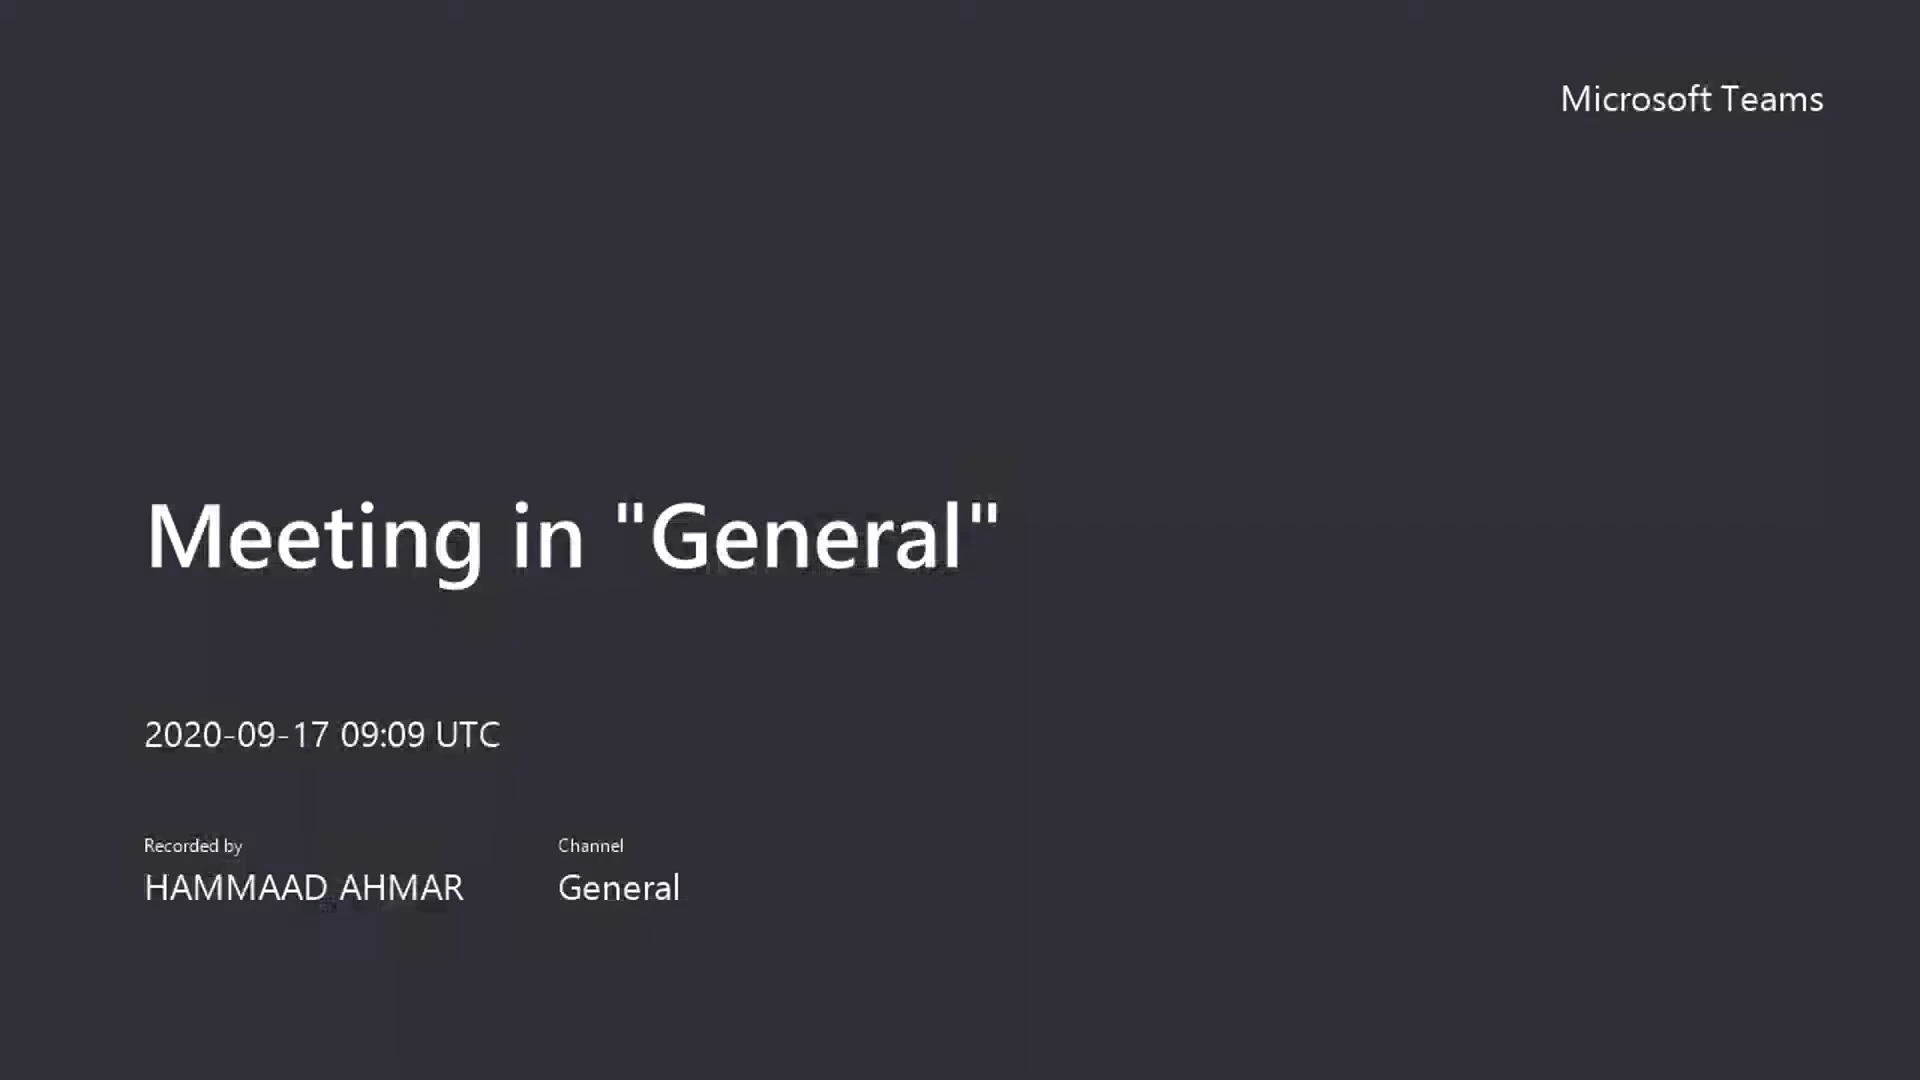 Microsoft Teams
Meeting in "General"
2020-09-17 09:09 UTC
Recorded by
HAMMAAD AHMAR
Channel
General